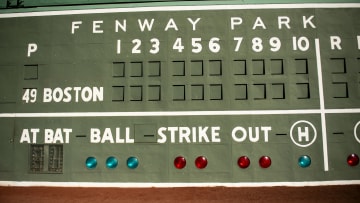 FENWAY PARK
P 1 2 3 4 5 6 7 8 9 10 R
49 BOSTON
AT BAT - BALL - STRIKE OUT - H